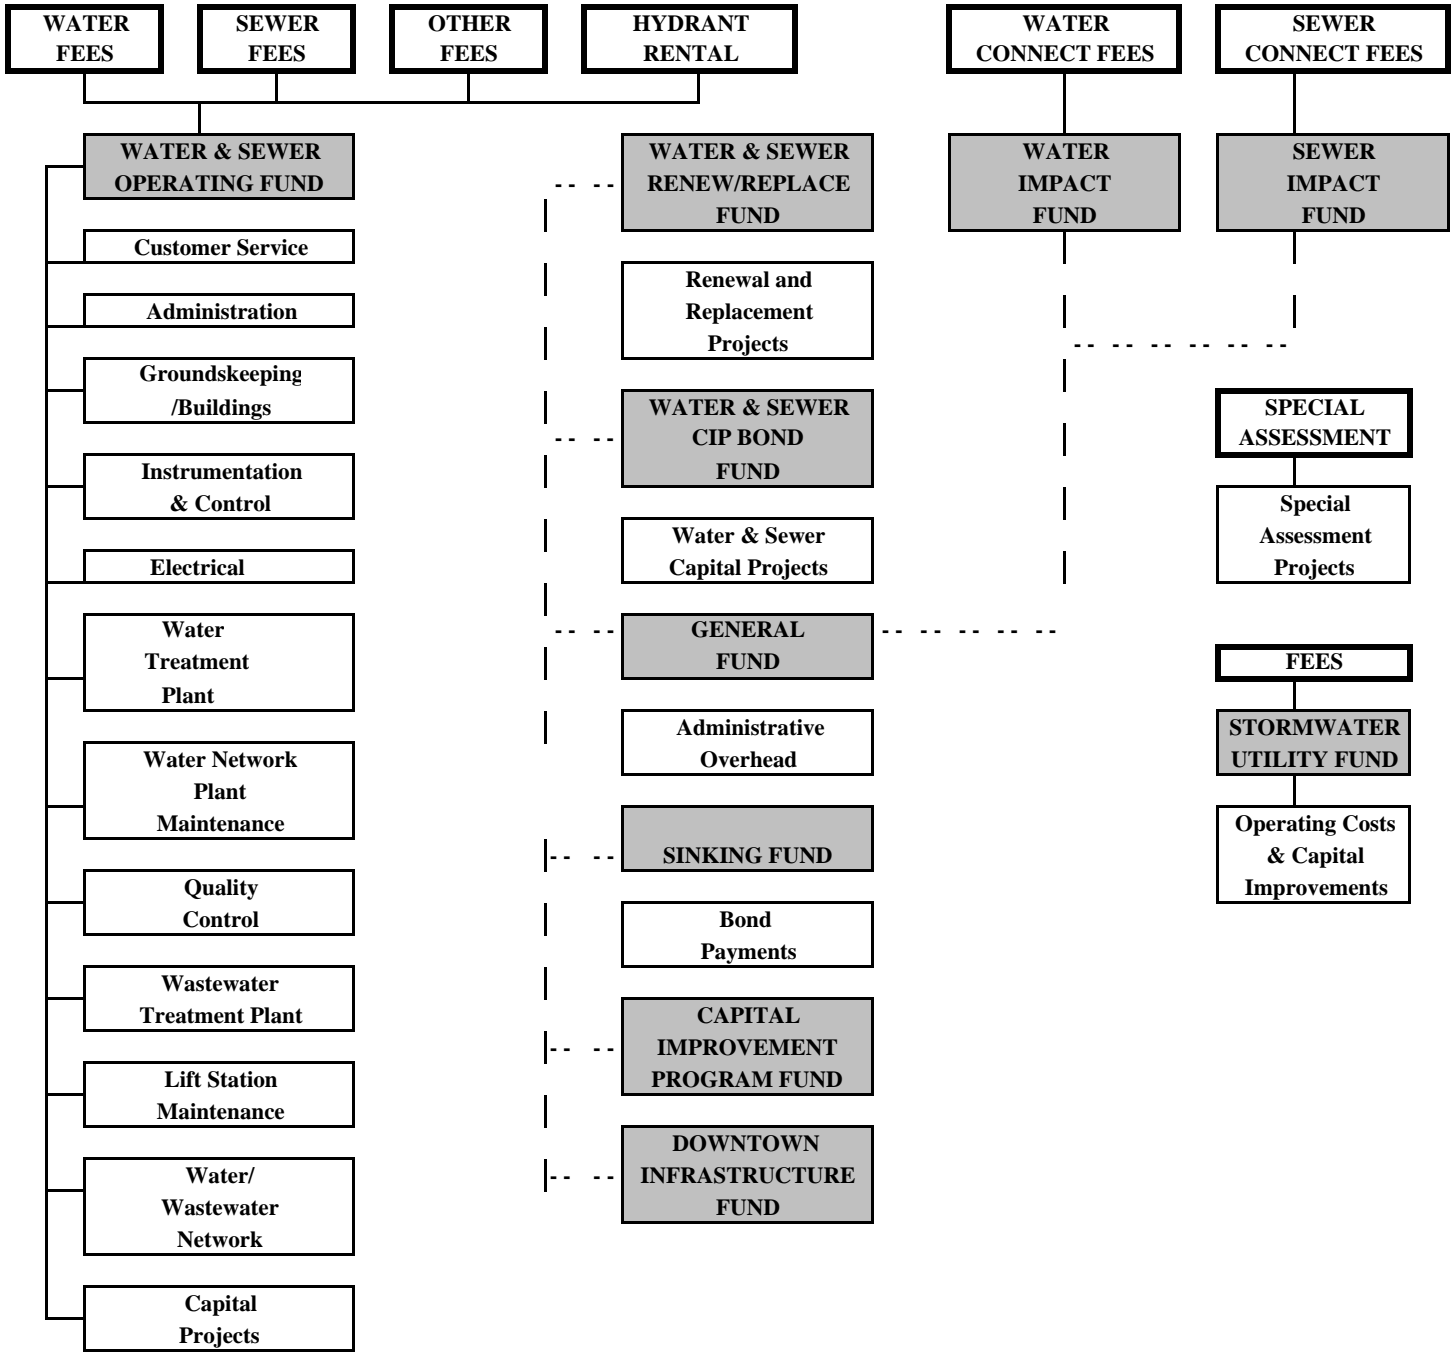 WATER
FEES
SEWER
FEES
OTHER
FEES
HYDRANT
RENTAL
WATER
CONNECT FEES
SEWER
CONNECT FEES
WATER & SEWER
OPERATING FUND
Customer Service
Administration
Groundskeeping
/Buildings
Instrumentation
& Control
Electrical
Water
Treatment
Plant
Water Network
Plant
Maintenance
Quality
Control
Wastewater
Treatment Plant
Lift Station
Maintenance
Water/
Wastewater
Network
Capital
Projects
WATER & SEWER
RENEW/REPLACE
FUND
Renewal and
Replacement
Projects
WATER & SEWER
CIP BOND
FUND
Water & Sewer
Capital Projects
GENERAL
FUND
Administrative
Overhead
SINKING FUND
Bond
Payments
CAPITAL
IMPROVEMENT
PROGRAM FUND
DOWNTOWN
INFRASTRUCTURE
FUND
WATER
IMPACT
FUND
SEWER
IMPACT
FUND
SPECIAL
ASSESSMENT
Special
Assessment
Projects
FEES
STORMWATER
UTILITY FUND
Operating Costs
& Capital
Improvements